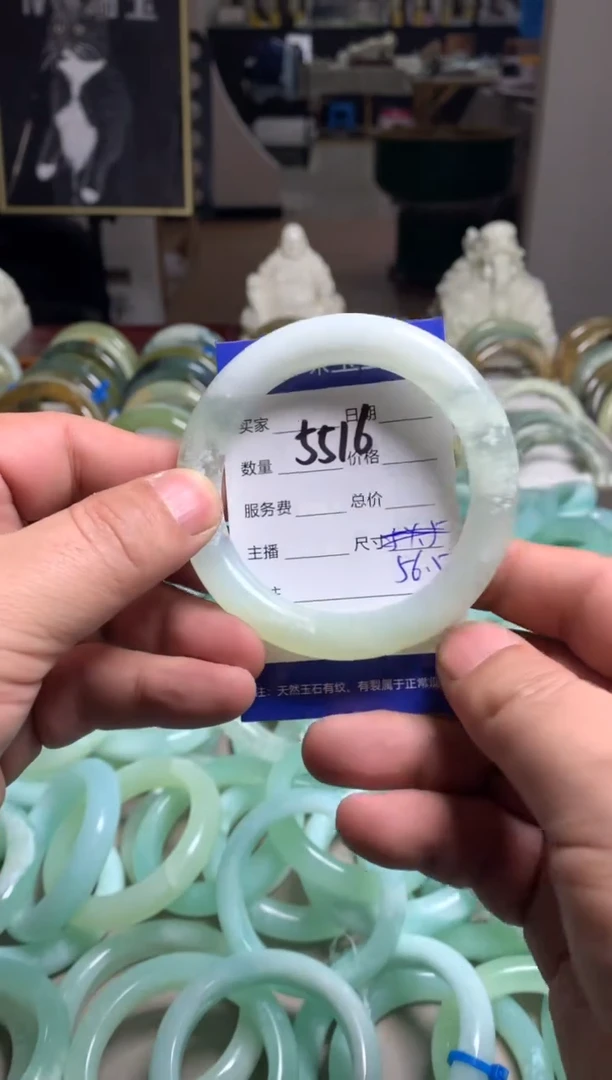 买家 日期
5516
数量 价格
服务费 总价
主播 尺寸
56.5
注：天然玉石有纹、有裂属于正常